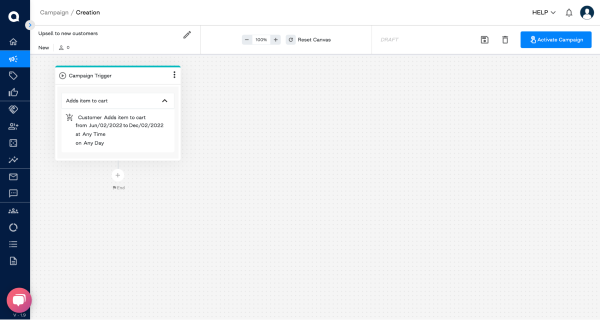 Campaign / Creation
HELP
Upsell to new customers
New
0
100%
Reset Canvas
DRAFT
Activate Campaign
Campaign Trigger
Adds item to cart
Customer Adds item to cart
from Jun/02/2022 to Dec/02/2022
at Any Time
on Any Day
End
V - 1.9